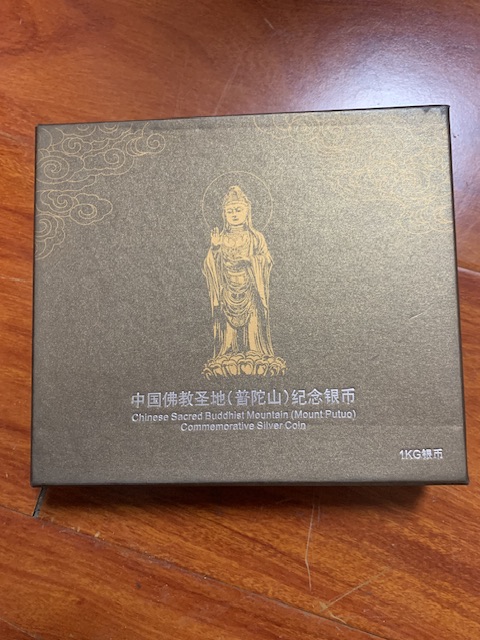 中国佛教圣地(普陀山)纪念银币
Chinese Sacred Buddhist Mountain (Mount Putuo)
Commemorative Silver Coin
1KG银币